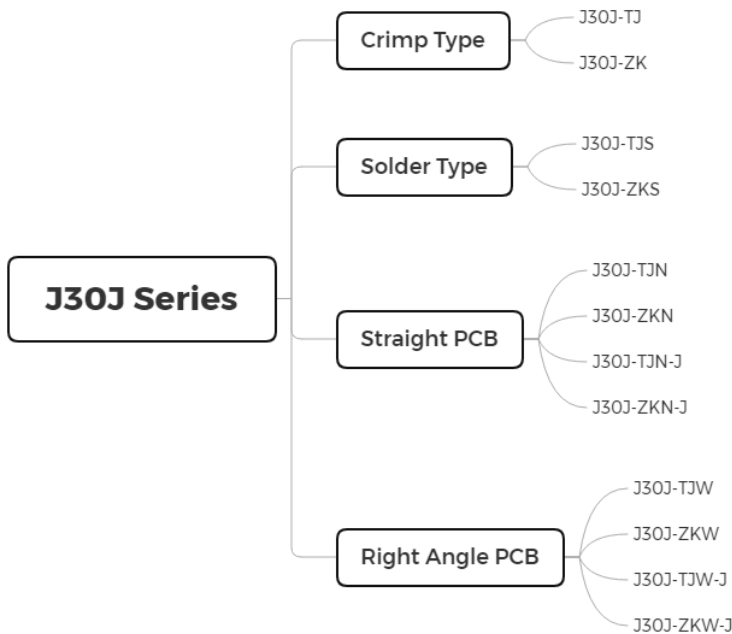 J30J Series
Crimp Type
J30J-TJ
J30J-ZK
Solder Type
J30J-TJS
J30J-ZKS
Straight PCB
J30J-TJN
J30J-ZKN
J30J-TJN-J
J30J-ZKN-J
Right Angle PCB
J30J-TJW
J30J-ZKW
J30J-TJW-J
J30J-ZKW-J